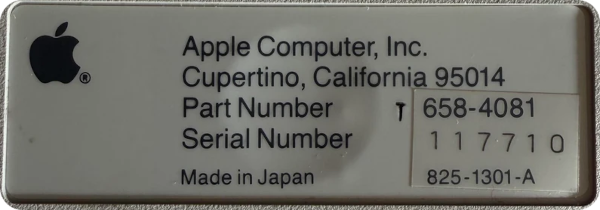 ®
Apple Computer, Inc.
Cupertino, California 95014
Part Number T 658-4081
Serial Number 117710
Made in Japan 825-1301-A